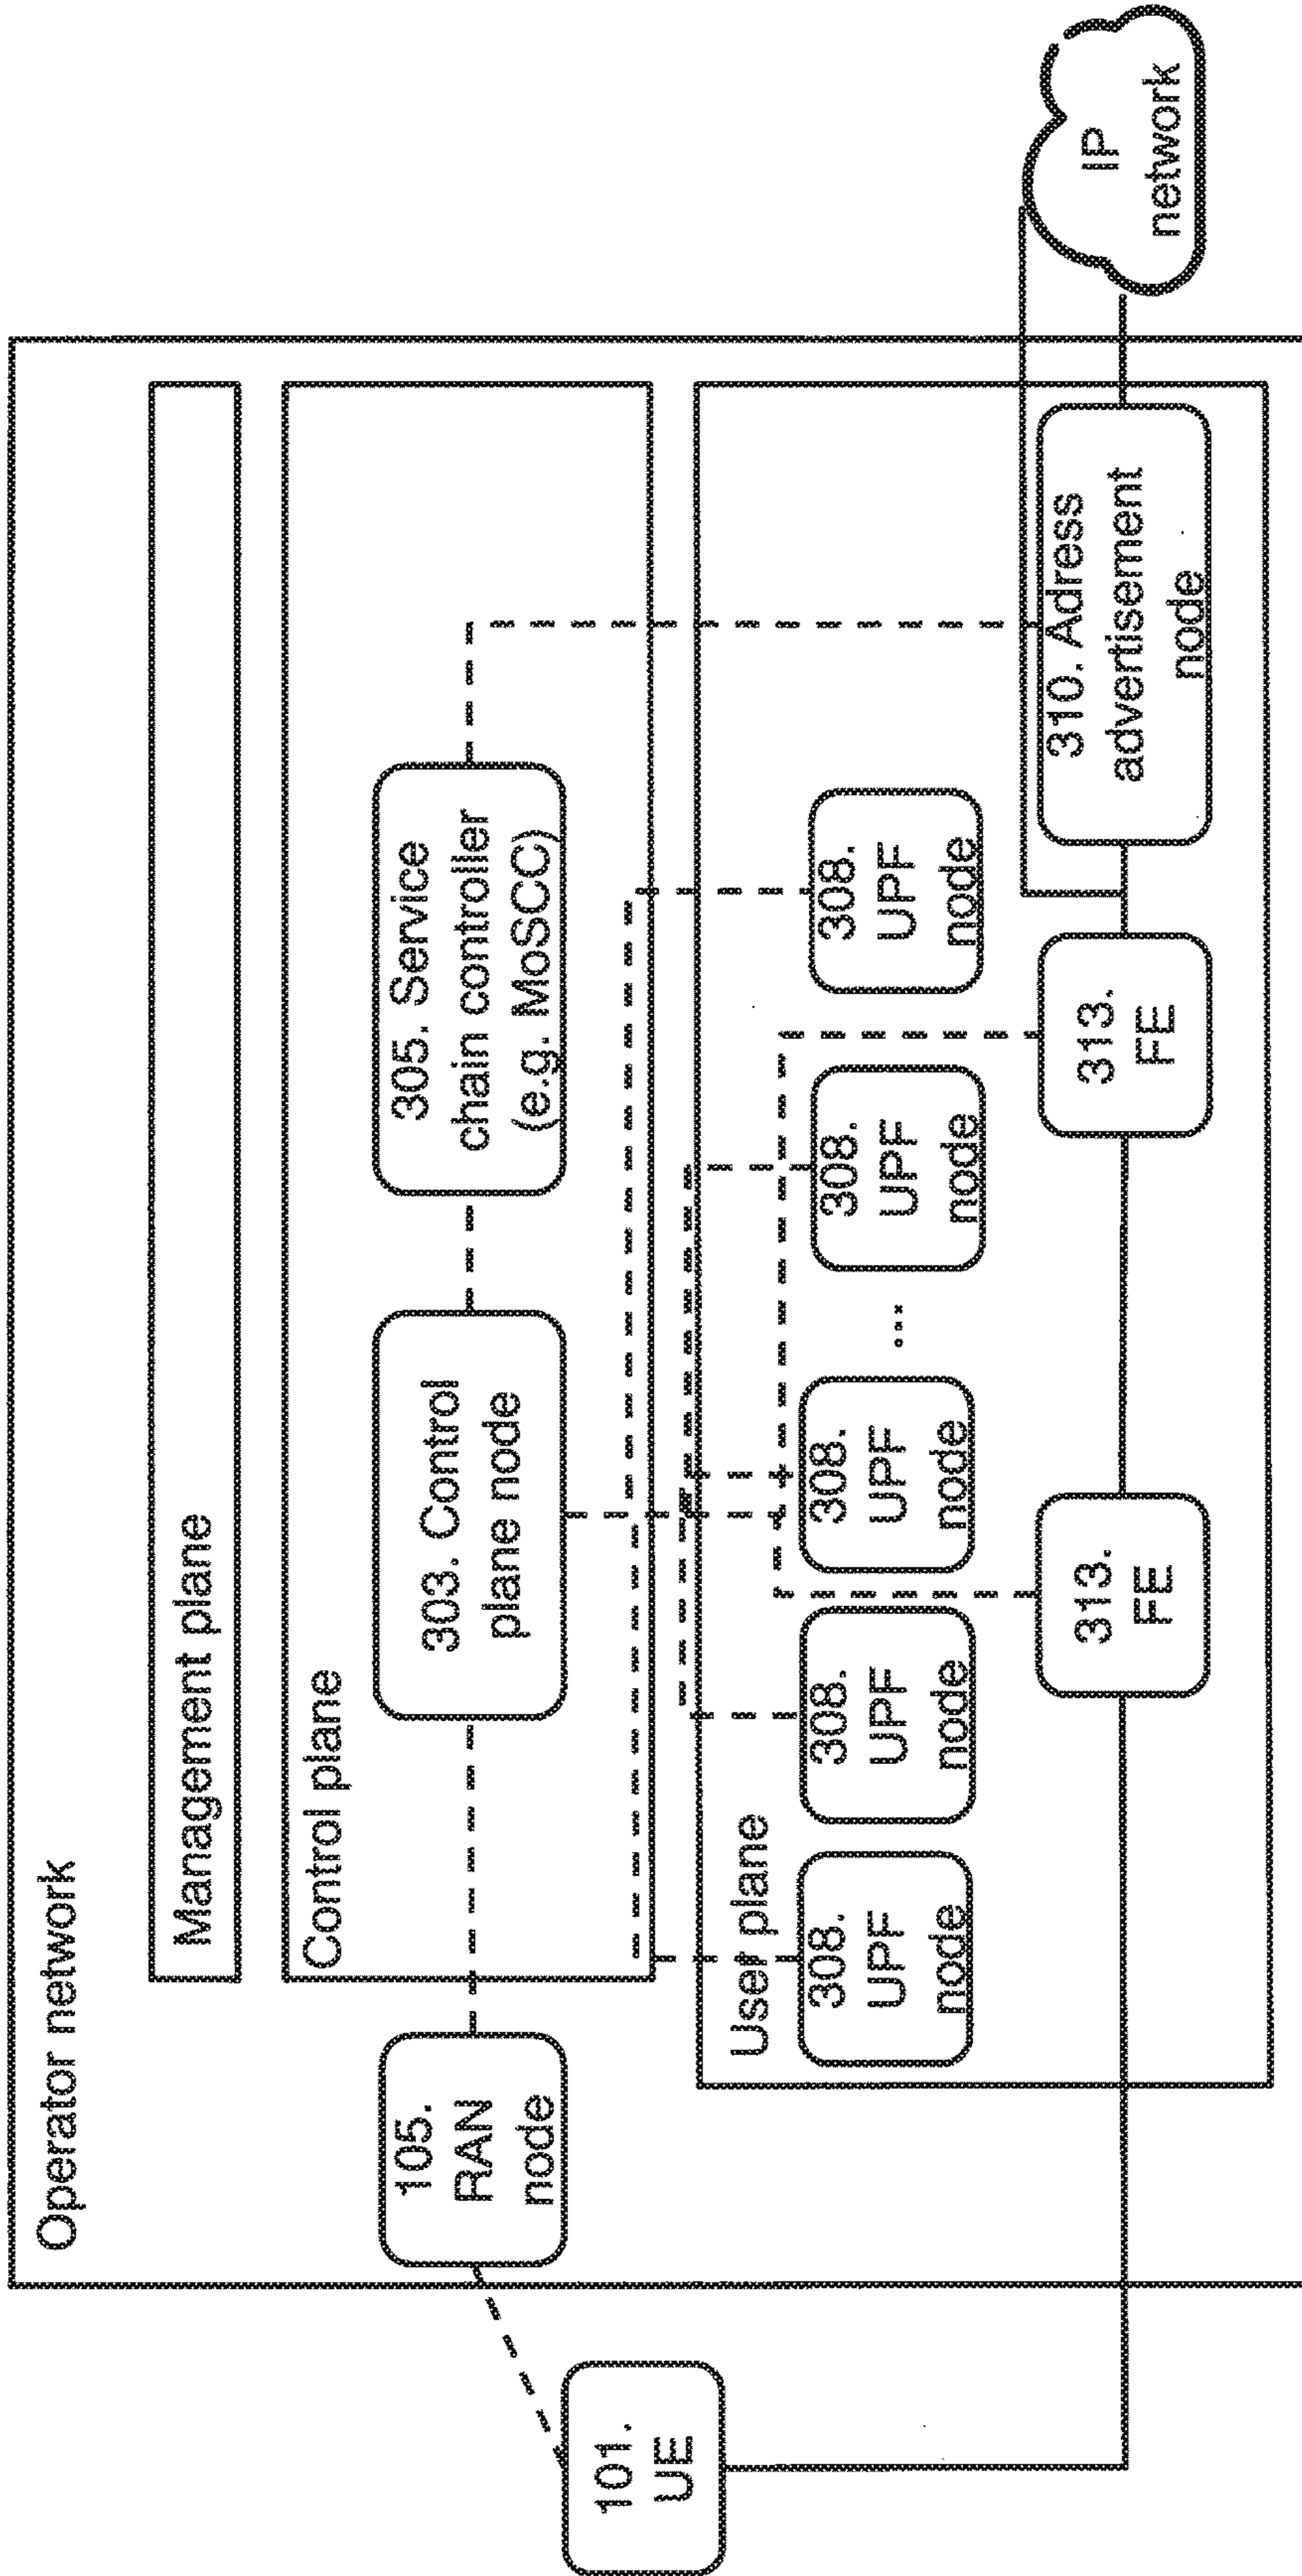 Operator network
Management plane
Control plane
105.
RAN
node
303. Control
plane node
305. Service
chain controller
(e.g. MoSCC)
101.
UE
User plane
308.
UPF
node
308.
UPF
node
308.
UPF
node
...
308.
UPF
node
308.
UPF
node
313.
FE
313.
FE
310. Adress
advertisement
node
IP
network